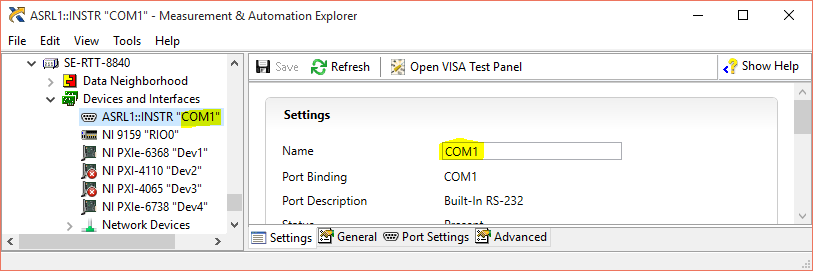 ASRL1::INSTR "COM1" - Measurement & Automation Explorer
File Edit View Tools Help
SE-RTT-8840
Data Neighborhood
Devices and Interfaces
ASRL1::INSTR "COM1"
NI 9159 "RIO0"
NI PXIe-6368 "Dev1"
NI PXI-4110 "Dev2"
NI PXI-4065 "Dev3"
NI PXIe-6738 "Dev4"
Network Devices
Save Refresh Open VISA Test Panel Show Help
Settings
Name COM1
Port Binding COM1
Port Description Built-In RS-232
Status Present
Settings General Port Settings Advanced